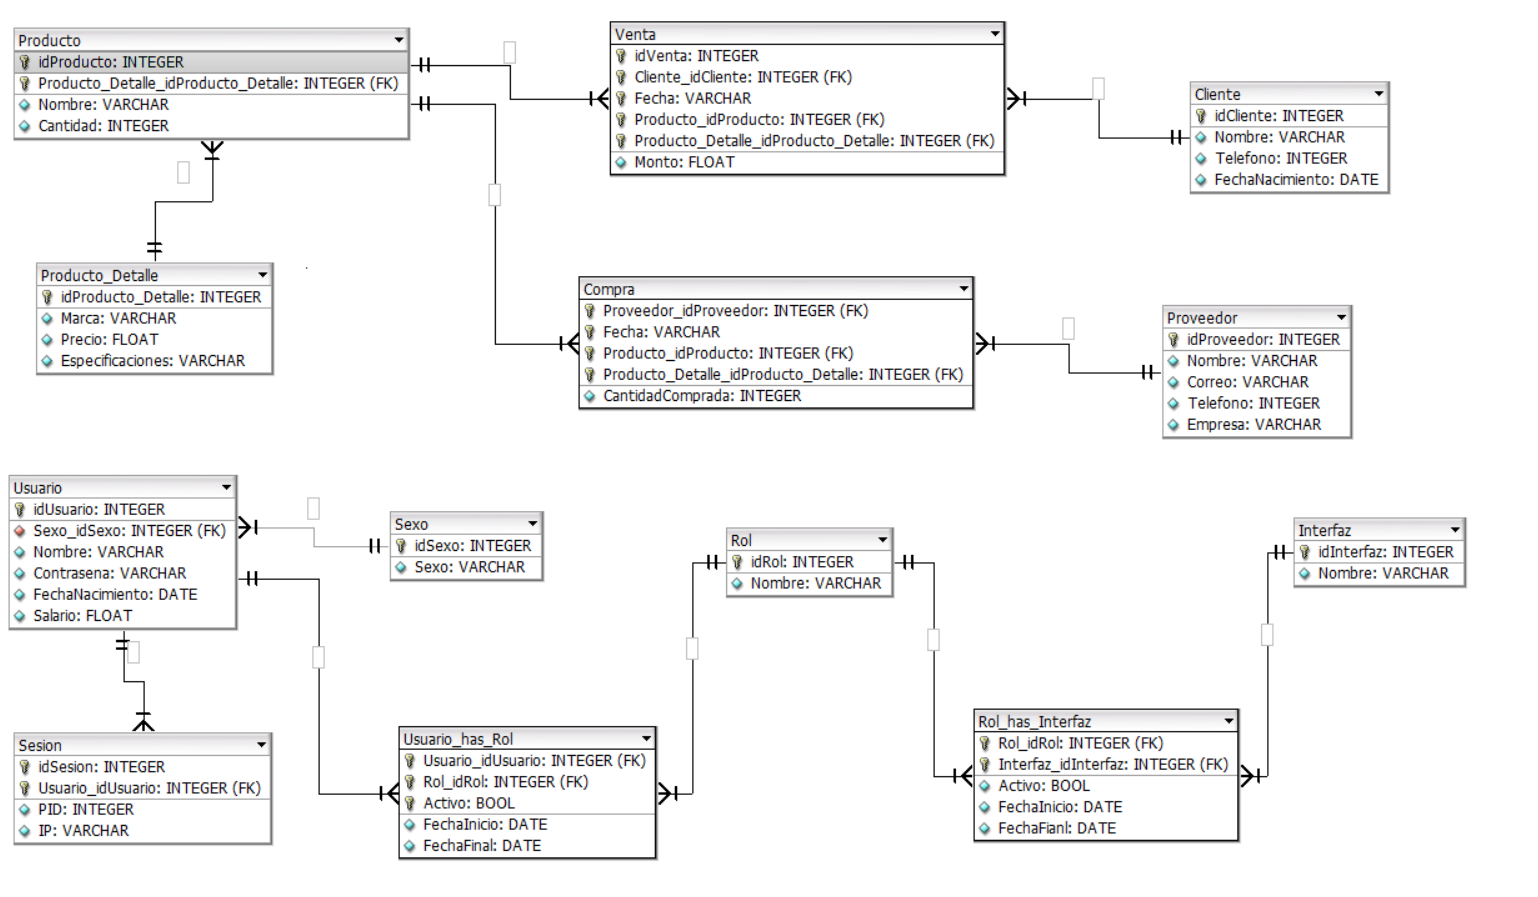 Producto
idProducto: INTEGER
Producto_Detalle_idProducto_Detalle: INTEGER (FK)
Nombre: VARCHAR
Cantidad: INTEGER
Venta
idVenta: INTEGER
Cliente_idCliente: INTEGER (FK)
Fecha: VARCHAR
Producto_idProducto: INTEGER (FK)
Producto_Detalle_idProducto_Detalle: INTEGER (FK)
Monto: FLOAT
Cliente
idCliente: INTEGER
Nombre: VARCHAR
Telefono: INTEGER
FechaNacimiento: DATE
Producto_Detalle
idProducto_Detalle: INTEGER
Marca: VARCHAR
Precio: FLOAT
Especificaciones: VARCHAR
Compra
Proveedor_idProveedor: INTEGER (FK)
Fecha: VARCHAR
Producto_idProducto: INTEGER (FK)
Producto_Detalle_idProducto_Detalle: INTEGER (FK)
CantidadComprada: INTEGER
Proveedor
idProveedor: INTEGER
Nombre: VARCHAR
Correo: VARCHAR
Telefono: INTEGER
Empresa: VARCHAR
Usuario
idUsuario: INTEGER
Sexo_idSexo: INTEGER (FK)
Nombre: VARCHAR
Contrasena: VARCHAR
FechaNacimiento: DATE
Salario: FLOAT
Sexo
idSexo: INTEGER
Sexo: VARCHAR
Rol
idRol: INTEGER
Nombre: VARCHAR
Interfaz
idInterfaz: INTEGER
Nombre: VARCHAR
Sesion
idSesion: INTEGER
Usuario_idUsuario: INTEGER (FK)
PID: INTEGER
IP: VARCHAR
Usuario_has_Rol
Usuario_idUsuario: INTEGER (FK)
Rol_idRol: INTEGER (FK)
Activo: BOOL
FechaInicio: DATE
FechaFinal: DATE
Rol_has_Interfaz
Rol_idRol: INTEGER (FK)
Interfaz_idInterfaz: INTEGER (FK)
Activo: BOOL
FechaInicio: DATE
FechaFianl: DATE